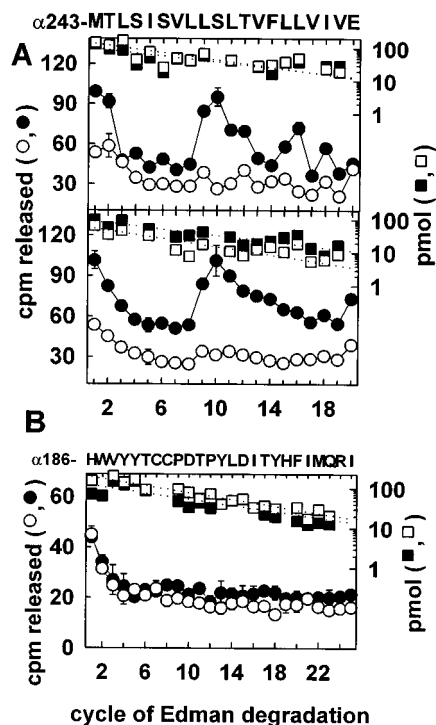 α243-MTLSISVLLSLTVFLLVIVE
A
120
90
60
30
100
10
1
120
90
60
30
100
10
1
cpm released (○,●)
pmol (■,□)
2 6 10 14 18
B
α186- HWVYYTCCPDTPYLDITYHFIMQRI
60
40
20
0
100
10
1
cpm released (○,●)
pmol (■,□)
2 6 10 14 18 22
cycle of Edman degradation